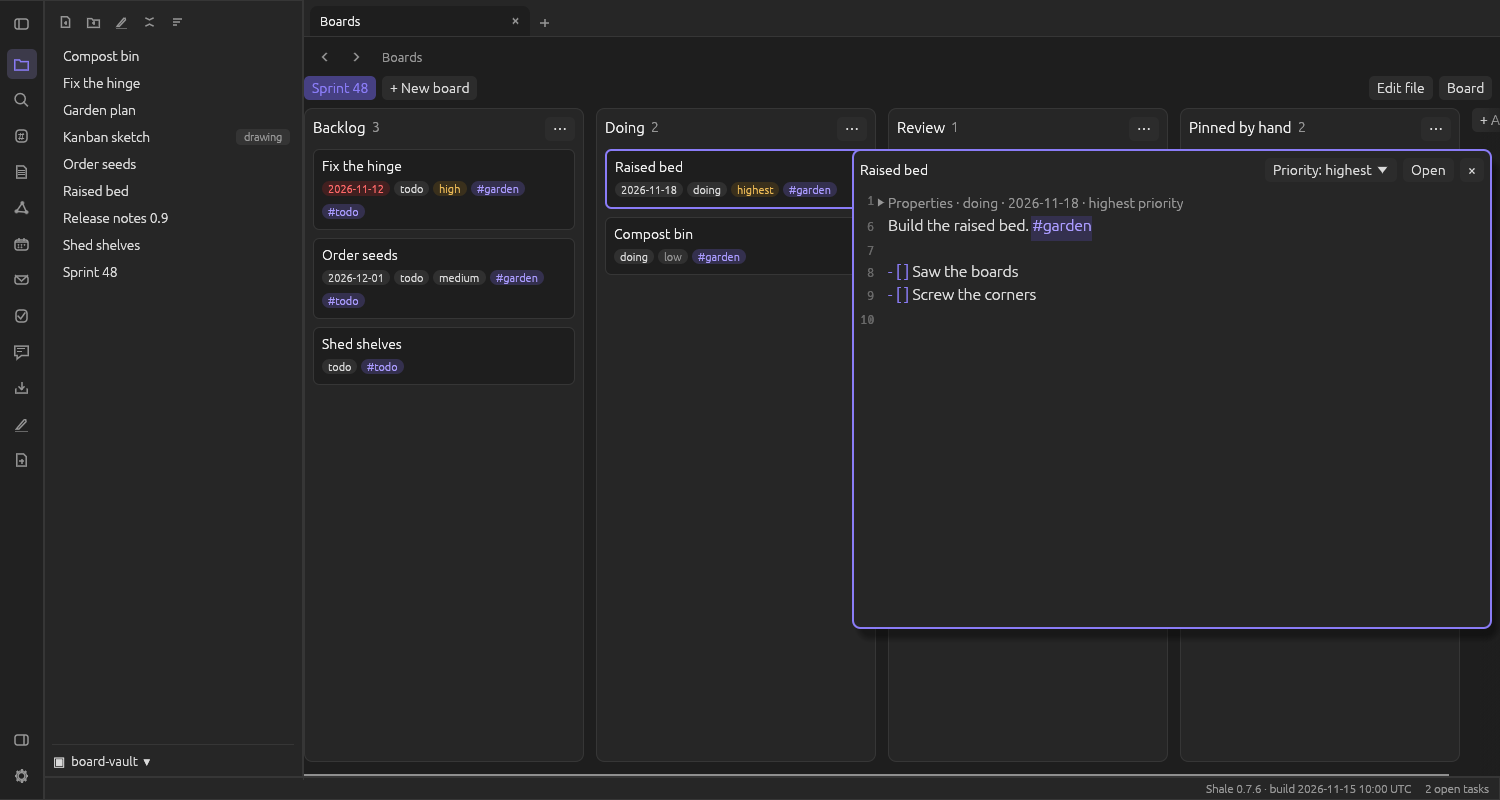 Boards ×
+
Compost bin
Fix the hinge
Garden plan
Kanban sketch drawing
Order seeds
Raised bed
Release notes 0.9
Shed shelves
Sprint 48
▣ board-vault ▾
Boards
Sprint 48 + New board Edit file Board
Backlog 3 ...
Fix the hinge
2026-11-12 todo high #garden
#todo
Order seeds
2026-12-01 todo medium #garden
#todo
Shed shelves
todo #todo
Doing 2 ...
Raised bed
2026-11-18 doing highest #garden
Compost bin
doing low #garden
Review 1 ...
Pinned by hand 2 ...
+ A
Raised bed Priority: highest ▼ Open ×
1 ▸ Properties · doing · 2026-11-18 · highest priority
6 Build the raised bed. #garden
7
8 - [ ] Saw the boards
9 - [ ] Screw the corners
10
Shale 0.7.6 · build 2026-11-15 10:00 UTC 2 open tasks